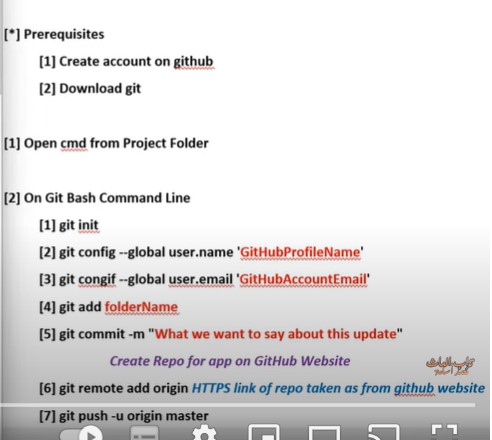 [*] Prerequisites
[1] Create account on github
[2] Download git
[1] Open cmd from Project Folder
[2] On Git Bash Command Line
[1] git init
[2] git config --global user.name 'GitHubProfileName'
[3] git congif --global user.email 'GitHubAccountEmail'
[4] git add folderName
[5] git commit -m "What we want to say about this update"
Create Repo for app on GitHub Website
[6] git remote add origin HTTPS link of repo taken as from github website
[7] git push -u origin master